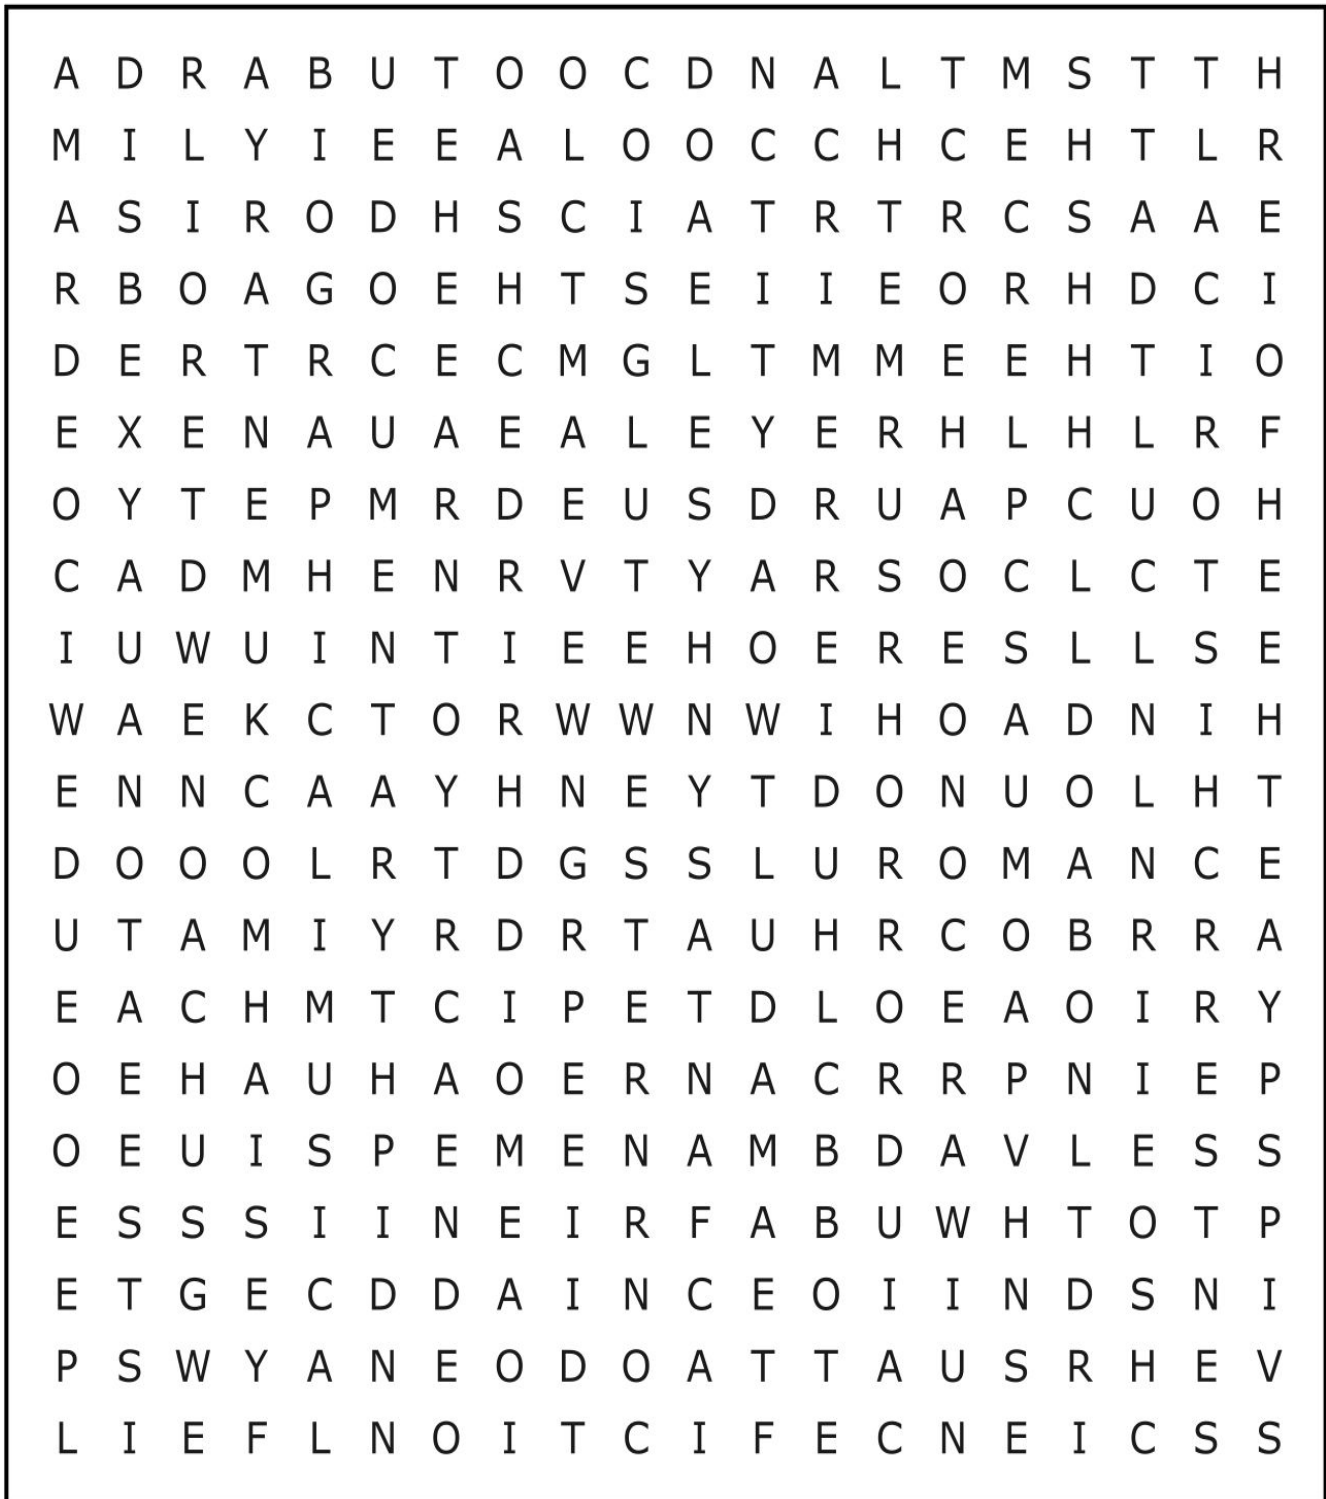 A D R A B U T O O C D N A L T M S T T H
M I L Y I E E A L O O C C H C E H T L R
A S I R O D H S C I A T R T R C S A A E
R B O A G O E H T S E I I E O R H D C I
D E R T R C E C M G L T M M E E H T I O
E X E N A U A E A L E Y E R H L H L R F
O Y T E P M R D E U S D R U A P C U O H
C A D M H E N R V T Y A R S O C L C T E
I U W U I N T I E E H O E R E S L L S E
W A E K C T O R W W N W I H O A D N I H
E N N C A A Y H N E Y T D O N U O L H T
D O O O L R T D G S S L U R O M A N C E
U T A M I Y R D R T A U H R C O B R R A
E A C H M T C I P E T D L O E A O I R Y
O E H A U H A O E R N A C R R P N I E P
O E U I S P E M E N A M B D A V L E S S
E S S S I I N E I R F A B U W H T O T P
E T G E C D D A I N C E O I I N D S N I
P S W Y A N E O D O A T T A U S R H E V
L I E F L N O I T C I F E C N E I C S S